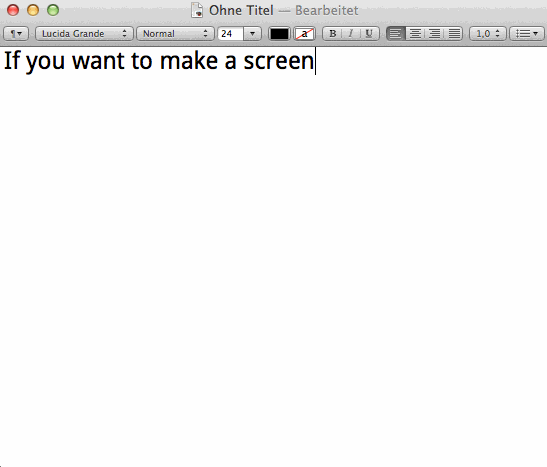 Ohne Titel — Bearbeitet
¶ Lucida Grande Normal 24 a B I U 1,0
If you want to make a screen